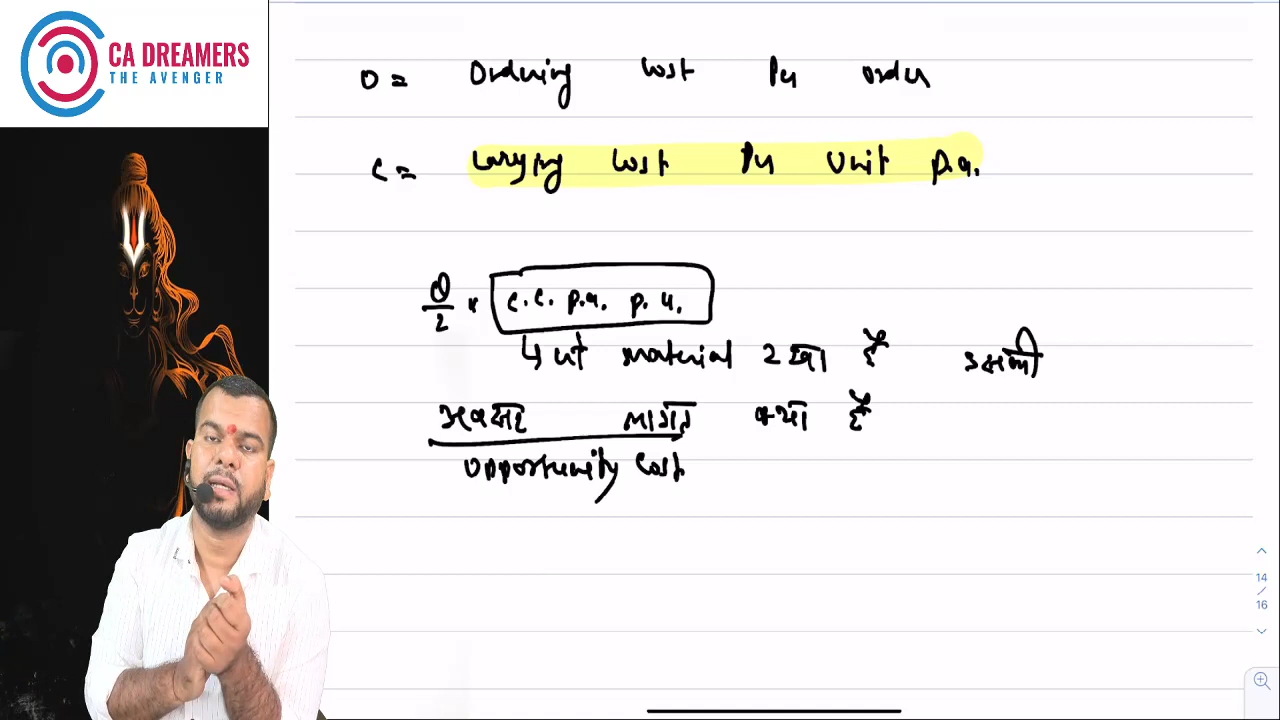 CA DREAMERS
THE AVENGER
O = Ordering Cost Per order
C = Carrying Cost Per Unit p.a.
Q/2 × C.C. p.a. p.u.
↳ जो material रखा है उसकी
अवसर लागत क्या है
opportunity Cost
14
/
16